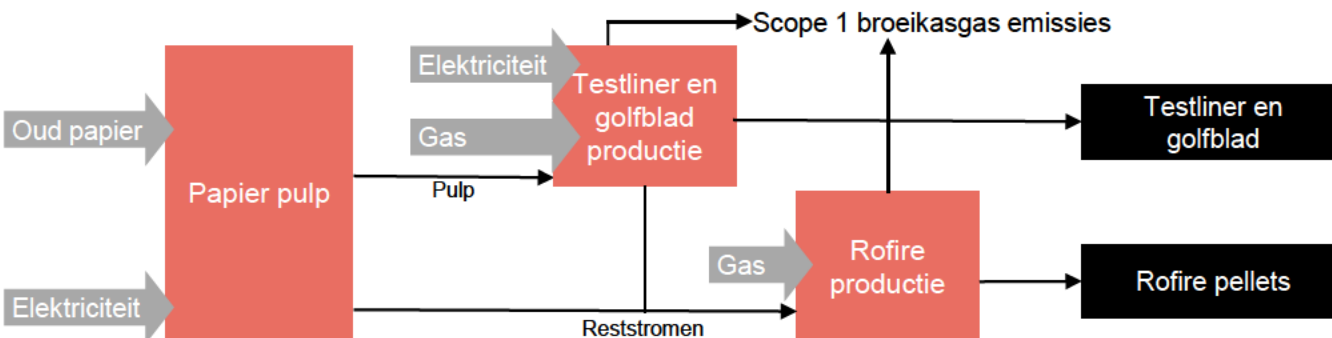 Scope 1 broeikasgas emissies
Elektriciteit
Testliner en
golfblad
productie
Testliner en
golfblad
Oud papier
Gas
Papier pulp
Pulp
Gas
Rofire
productie
Rofire pellets
Elektriciteit
Reststromen